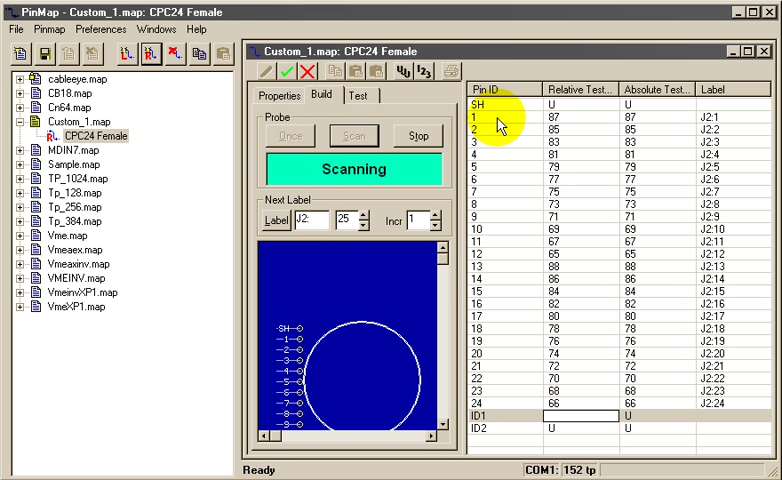 PinMap - Custom_1.map: CPC24 Female
File Pinmap Preferences Windows Help
cableeye.map
CB18.map
Cn64.map
Custom_1.map
CPC24 Female
MDIN7.map
Sample.map
TP_1024.map
Tp_128.map
Tp_256.map
Tp_384.map
Vme.map
Vmeaex.map
Vmeaxinv.map
VMEINV.map
VmeinvXP1.map
VmeXP1.map
Custom_1.map: CPC24 Female
Properties Build Test
Probe
Once Scan Stop
Scanning
Next Label
Label J2: 25 Incr 1
SH
1
2
3
4
5
6
7
8
9
Pin ID Relative Test... Absolute Test... Label
SH U U
1 87 87 J2:1
2 85 85 J2:2
3 83 83 J2:3
4 81 81 J2:4
5 79 79 J2:5
6 77 77 J2:6
7 75 75 J2:7
8 73 73 J2:8
9 71 71 J2:9
10 69 69 J2:10
11 67 67 J2:11
12 65 65 J2:12
13 88 88 J2:13
14 86 86 J2:14
15 84 84 J2:15
16 82 82 J2:16
17 80 80 J2:17
18 78 78 J2:18
19 76 76 J2:19
20 74 74 J2:20
21 72 72 J2:21
22 70 70 J2:22
23 68 68 J2:23
24 66 66 J2:24
ID1 U
ID2 U U
Ready COM1: 152 tp